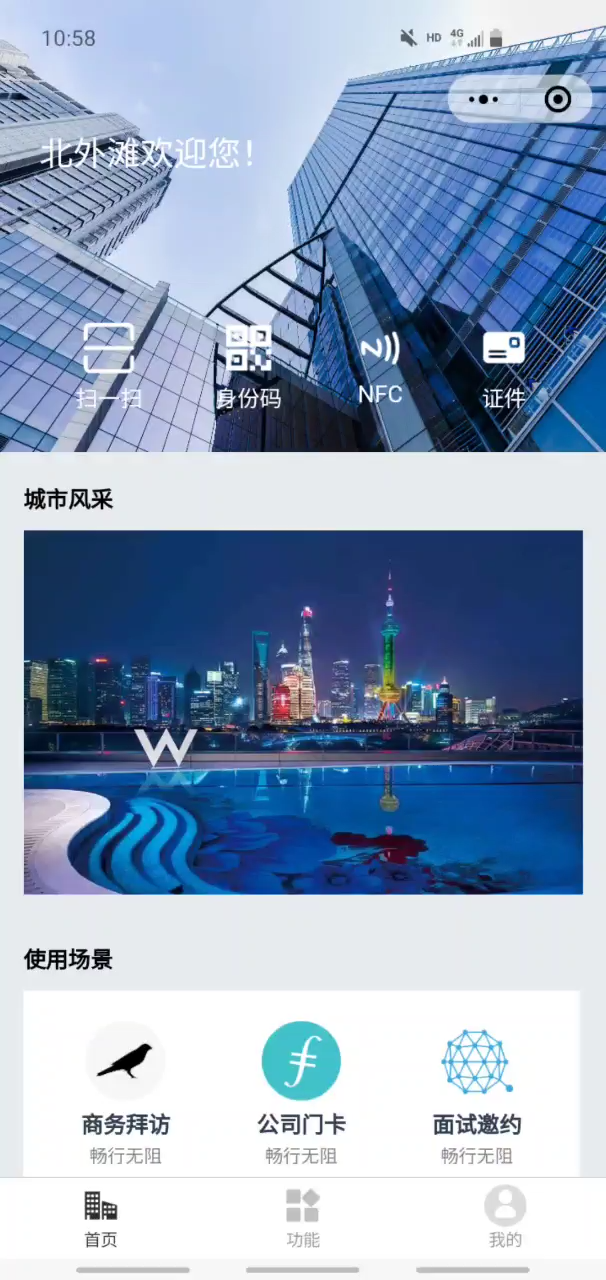 10:58
HD 4G
北外滩欢迎您!
扫一扫 身份码 NFC 证件
城市风采
W
使用场景
商务拜访 公司门卡 面试邀约
畅行无阻 畅行无阻 畅行无阻
首页 功能 我的